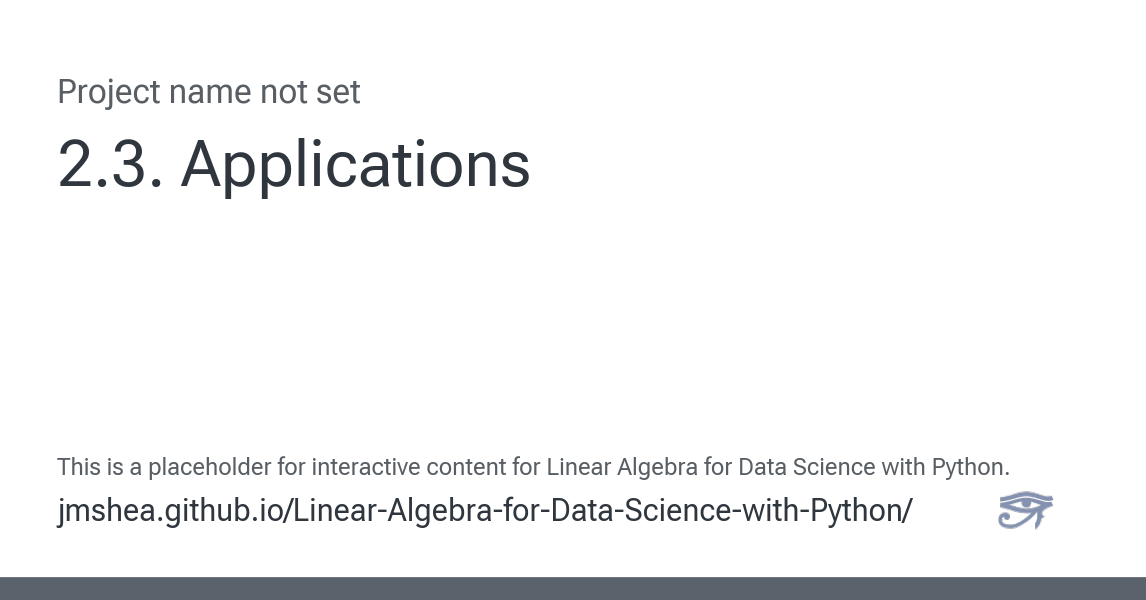 Project name not set
2.3. Applications
This is a placeholder for interactive content for Linear Algebra for Data Science with Python.
jmshea.github.io/Linear-Algebra-for-Data-Science-with-Python/